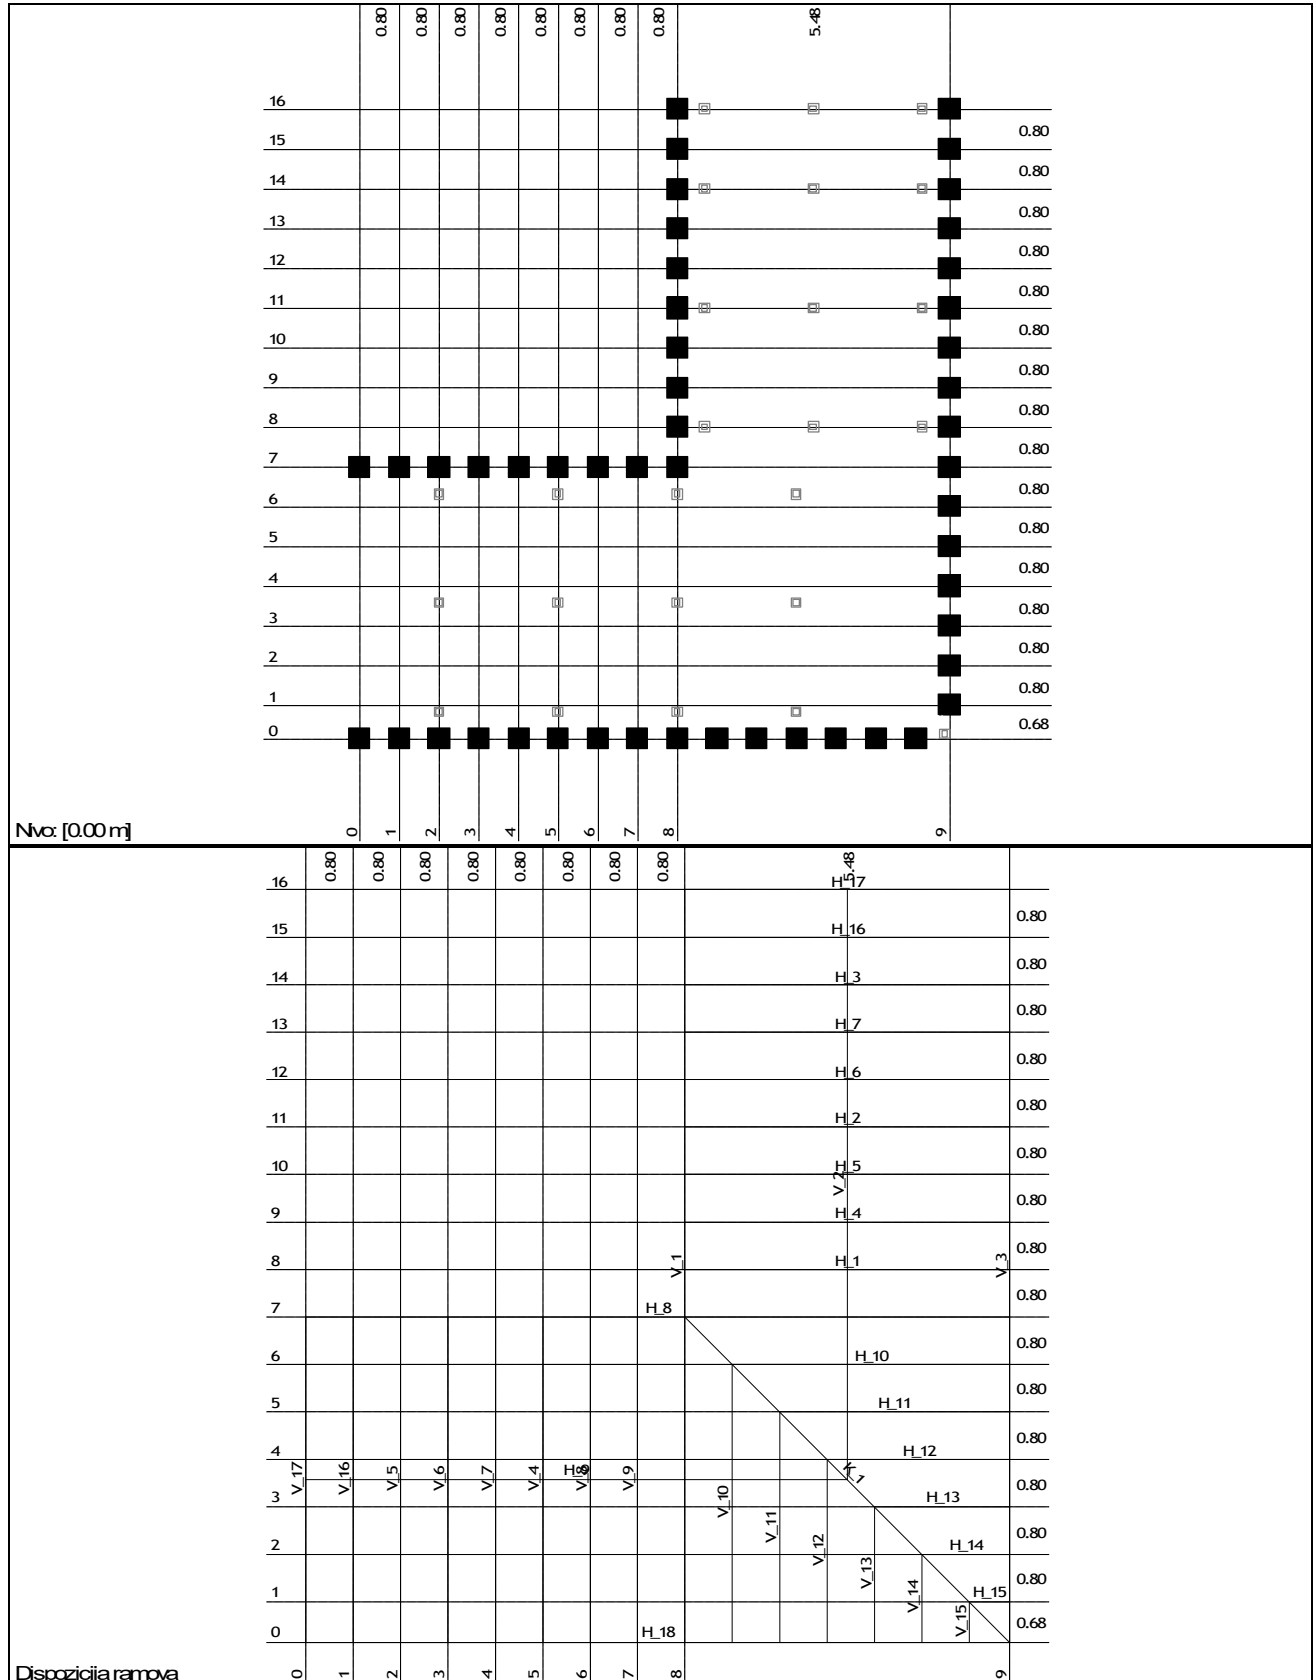 0.80 0.80 0.80 0.80 0.80 0.80 0.80 0.80 5.48
16
0.80
15
0.80
14
0.80
13
0.80
12
0.80
11
0.80
10
0.80
9
0.80
8
0.80
7
0.80
6
0.80
5
0.80
4
0.80
3
0.80
2
0.80
1
0.68
0
Nivo: [0.00 m]
0 1 2 3 4 5 6 7 8 9
0.80 0.80 0.80 0.80 0.80 0.80 0.80 0.80 5.48
16 H_17
0.80
15 H_16
0.80
14 H_3
0.80
13 H_7
0.80
12 H_6
0.80
11 H_2
0.80
10 H_5
V_2
0.80
9 H_4
0.80
8 V_1 H_1 V_3
0.80
7 H_8
0.80
6 H_10
0.80
5 H_11
0.80
4 H_12
V_17 V_16 V_5 V_6 V_7 V_4 H_9 V_8 V_9 K_1
0.80
3 V_10 H_13
V_11
0.80
2 V_12 H_14
V_13
0.80
1 V_14 H_15
V_15
0.68
0 H_18
Dispozicija ramova
0 1 2 3 4 5 6 7 8 9